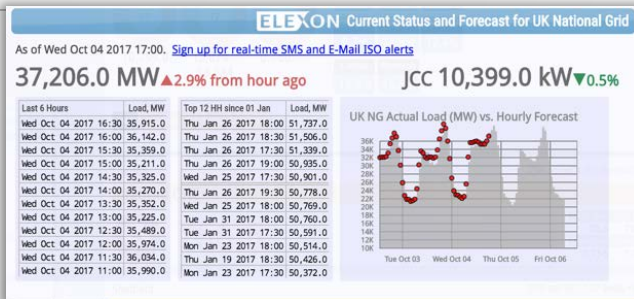 ELEXON Current Status and Forecast for UK National Grid
As of Wed Oct 04 2017 17:00. Sign up for real-time SMS and E-Mail ISO alerts
37,206.0 MW▲2.9% from hour ago
JCC 10,399.0 kW▼0.5%
Last 6 Hours Load, MW
Wed Oct 04 2017 16:30 35,915.0
Wed Oct 04 2017 16:00 36,142.0
Wed Oct 04 2017 15:30 35,359.0
Wed Oct 04 2017 15:00 35,211.0
Wed Oct 04 2017 14:30 35,325.0
Wed Oct 04 2017 14:00 35,270.0
Wed Oct 04 2017 13:30 35,352.0
Wed Oct 04 2017 13:00 35,225.0
Wed Oct 04 2017 12:30 35,489.0
Wed Oct 04 2017 12:00 35,974.0
Wed Oct 04 2017 11:30 36,034.0
Wed Oct 04 2017 11:00 35,990.0
Top 12 HH since 01 Jan Load, MW
Thu Jan 26 2017 18:00 51,737.0
Thu Jan 26 2017 18:30 51,506.0
Thu Jan 26 2017 17:30 51,339.0
Thu Jan 26 2017 19:00 50,935.0
Wed Jan 25 2017 17:30 50,901.0
Thu Jan 26 2017 19:30 50,778.0
Wed Jan 25 2017 18:00 50,769.0
Tue Jan 31 2017 18:00 50,760.0
Tue Jan 31 2017 17:30 50,591.0
Mon Jan 23 2017 18:00 50,514.0
Thu Jan 19 2017 18:30 50,426.0
Mon Jan 23 2017 17:30 50,372.0
UK NG Actual Load (MW) vs. Hourly Forecast
36K
34K
32K
30K
28K
26K
24K
22K
20K
18K
16K
14K
12K
10K
Tue Oct 03 Wed Oct 04 Thu Oct 05 Fri Oct 06